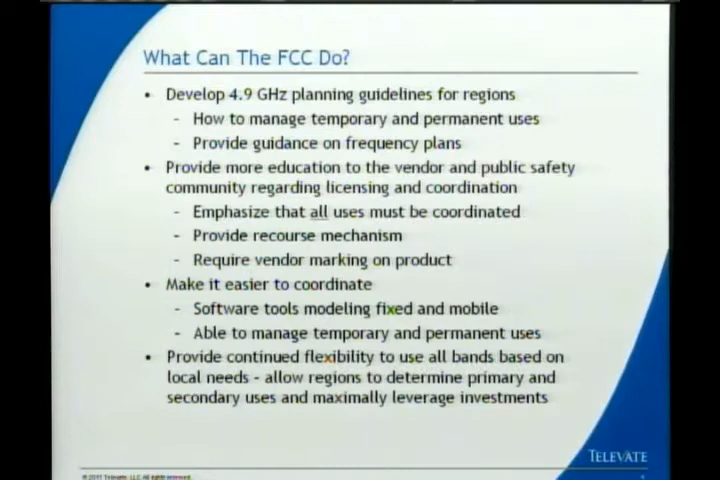 What Can The FCC Do?
• Develop 4.9 GHz planning guidelines for regions
- How to manage temporary and permanent uses
- Provide guidance on frequency plans
• Provide more education to the vendor and public safety
community regarding licensing and coordination
- Emphasize that all uses must be coordinated
- Provide recourse mechanism
- Require vendor marking on product
• Make it easier to coordinate
- Software tools modeling fixed and mobile
- Able to manage temporary and permanent uses
• Provide continued flexibility to use all bands based on
local needs - allow regions to determine primary and
secondary uses and maximally leverage investments
TELEVATE
Televate, LLC All rights reserved.